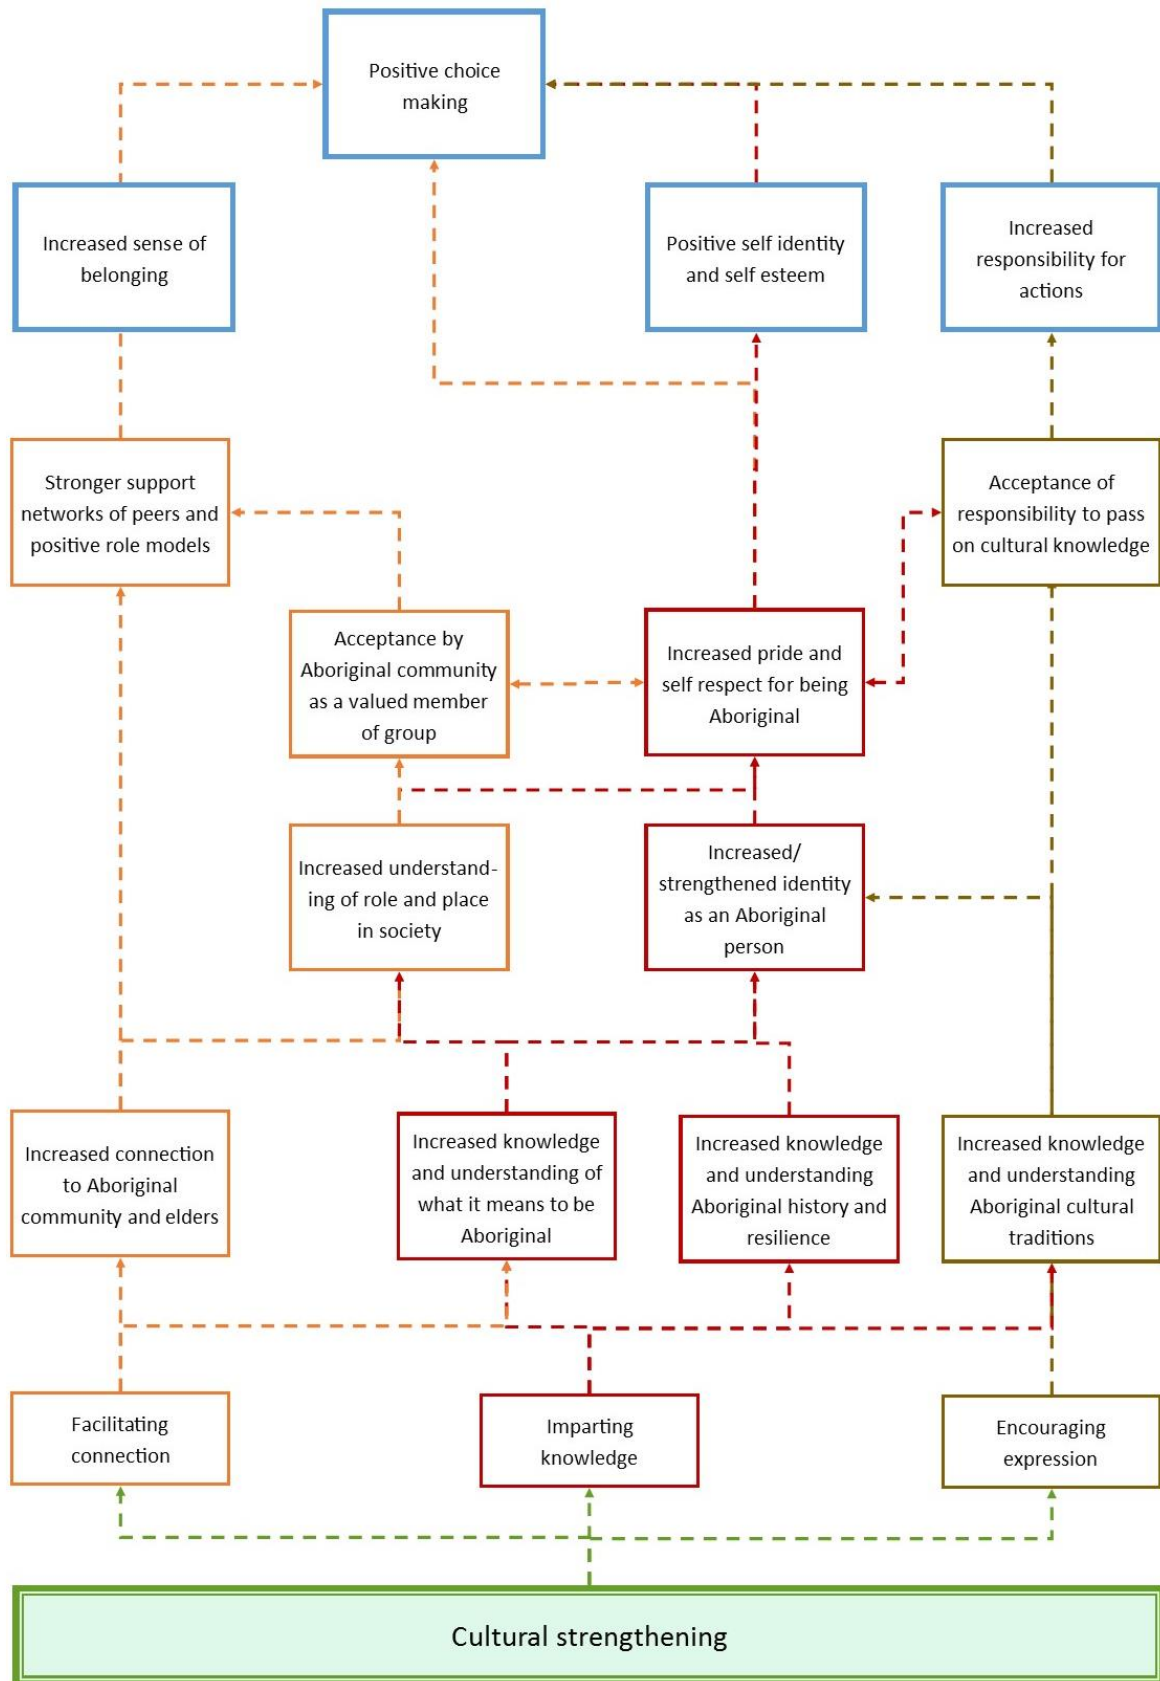 Positive choice
making
Increased sense of
belonging
Positive self identity
and self esteem
Increased
responsibility for
actions
Stronger support
networks of peers and
positive role models
Acceptance of
responsibility to pass
on cultural knowledge
Acceptance by
Aboriginal community
as a valued member
of group
Increased pride and
self respect for being
Aboriginal
Increased understand-
ing of role and place
in society
Increased/
strengthened identity
as an Aboriginal
person
Increased connection
to Aboriginal
community and elders
Increased knowledge
and understanding of
what it means to be
Aboriginal
Increased knowledge
and understanding
Aboriginal history and
resilience
Increased knowledge
and understanding
Aboriginal cultural
traditions
Facilitating
connection
Imparting
knowledge
Encouraging
expression
Cultural strengthening